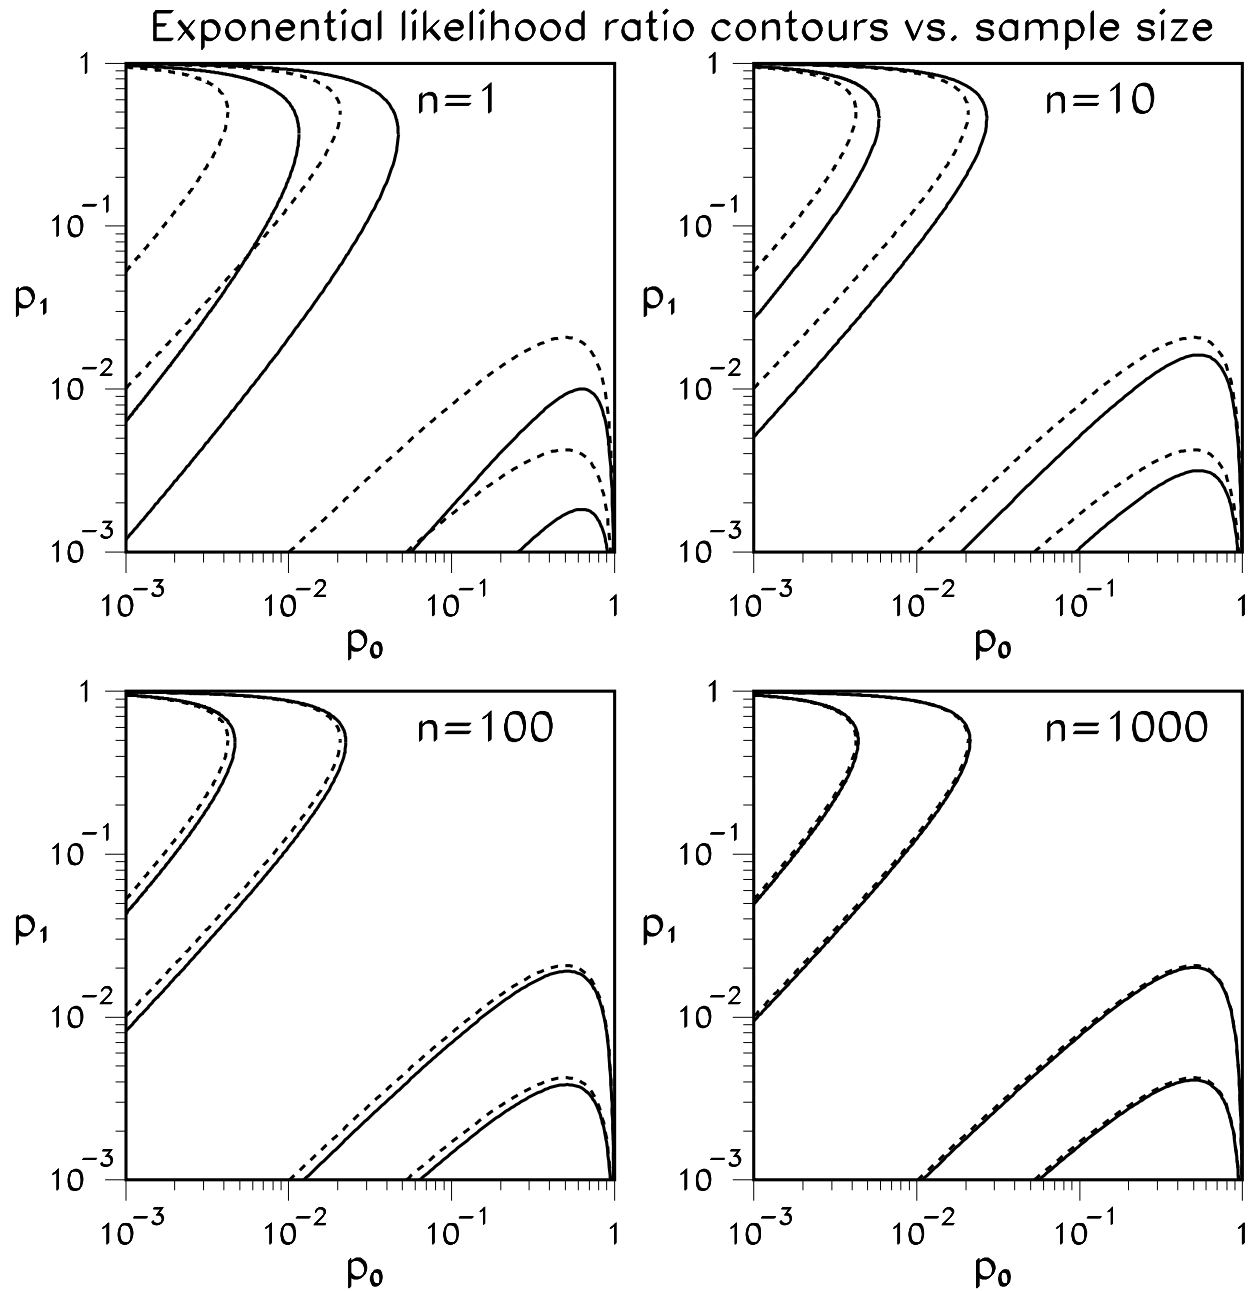 Exponential likelihood ratio contours vs. sample size
n=1
1
10⁻¹
10⁻²
10⁻³
p₁
10⁻³ 10⁻² 10⁻¹ 1
p₀
n=10
1
10⁻¹
10⁻²
10⁻³
p₁
10⁻³ 10⁻² 10⁻¹ 1
p₀
n=100
1
10⁻¹
10⁻²
10⁻³
p₁
10⁻³ 10⁻² 10⁻¹ 1
p₀
n=1000
1
10⁻¹
10⁻²
10⁻³
p₁
10⁻³ 10⁻² 10⁻¹ 1
p₀